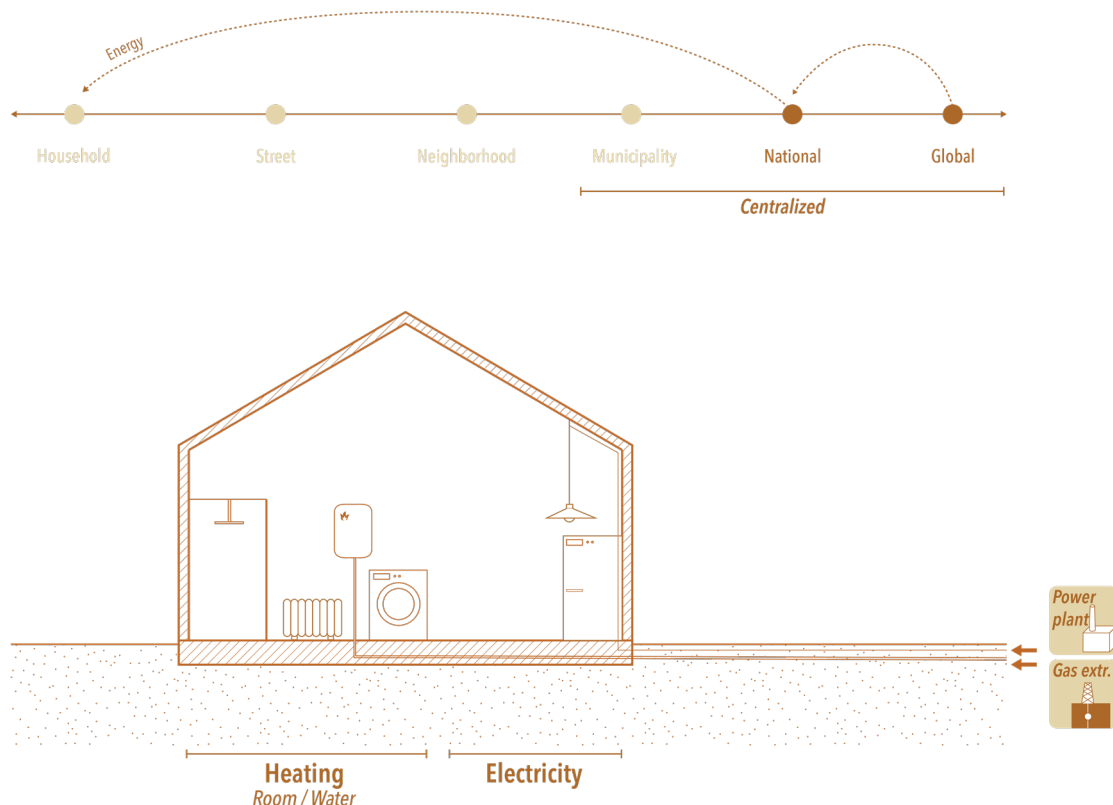 Energy
Household
Street
Neighborhood
Municipality
National
Global
Centralized
Power
plant
Gas extr.
Heating
Room / Water
Electricity